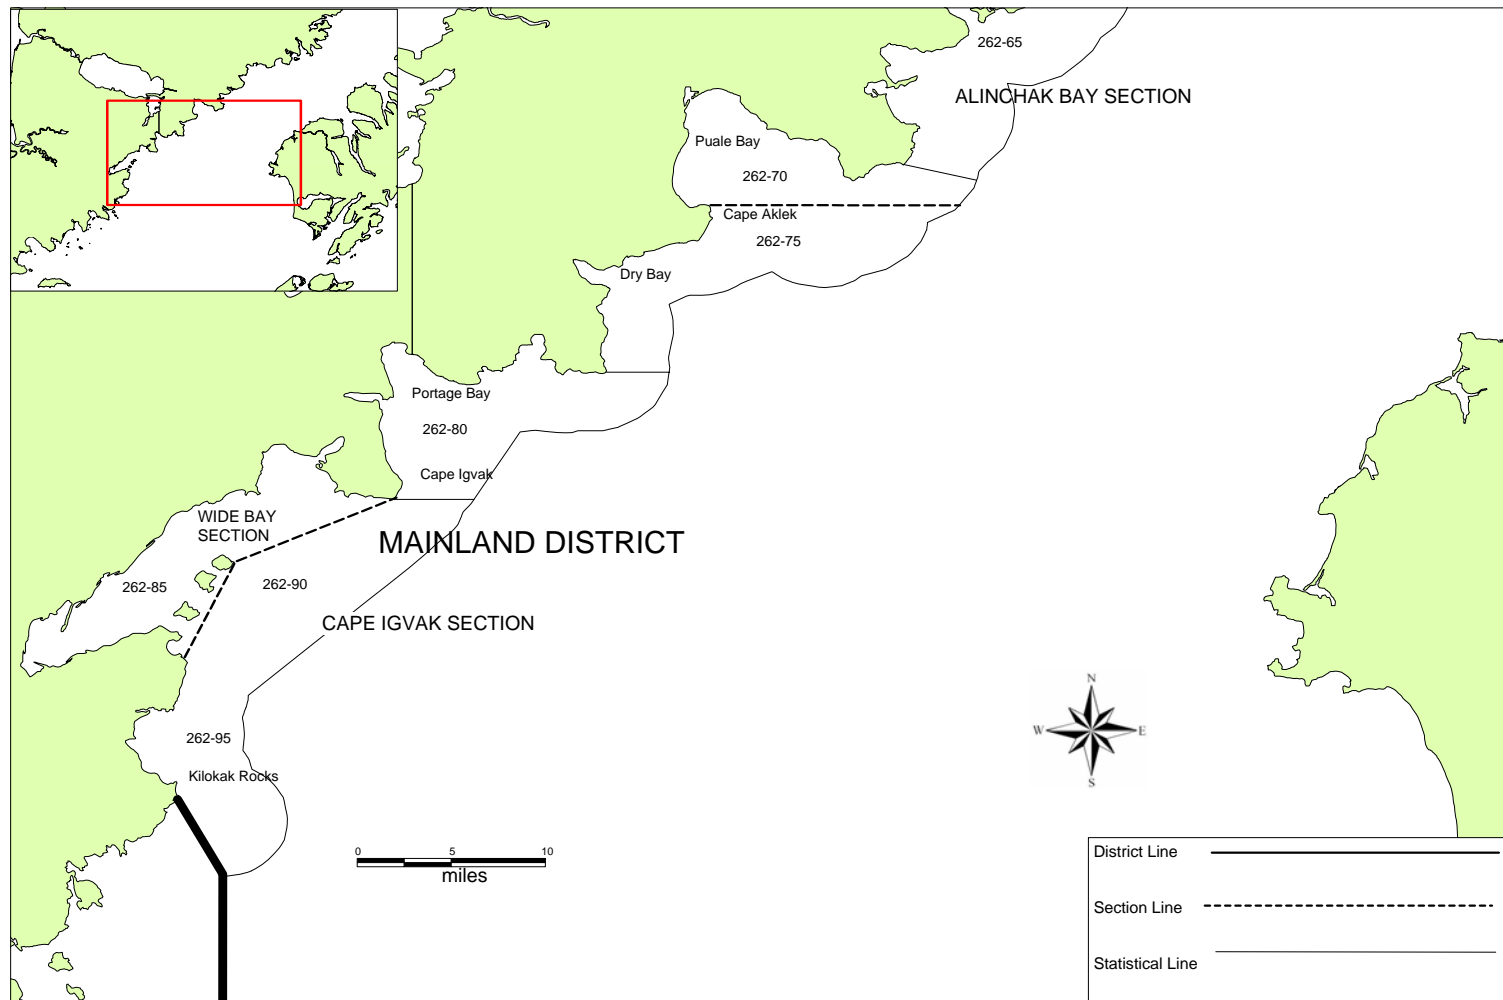 262-65
ALINCHAK BAY SECTION
Puale Bay
262-70
Cape Aklek
262-75
Dry Bay
Portage Bay
262-80
Cape Igvak
WIDE BAY
SECTION
MAINLAND DISTRICT
262-85
262-90
CAPE IGVAK SECTION
N
W
E
S
262-95
Kilokak Rocks
0 5 10
miles
District Line
Section Line
Statistical Line